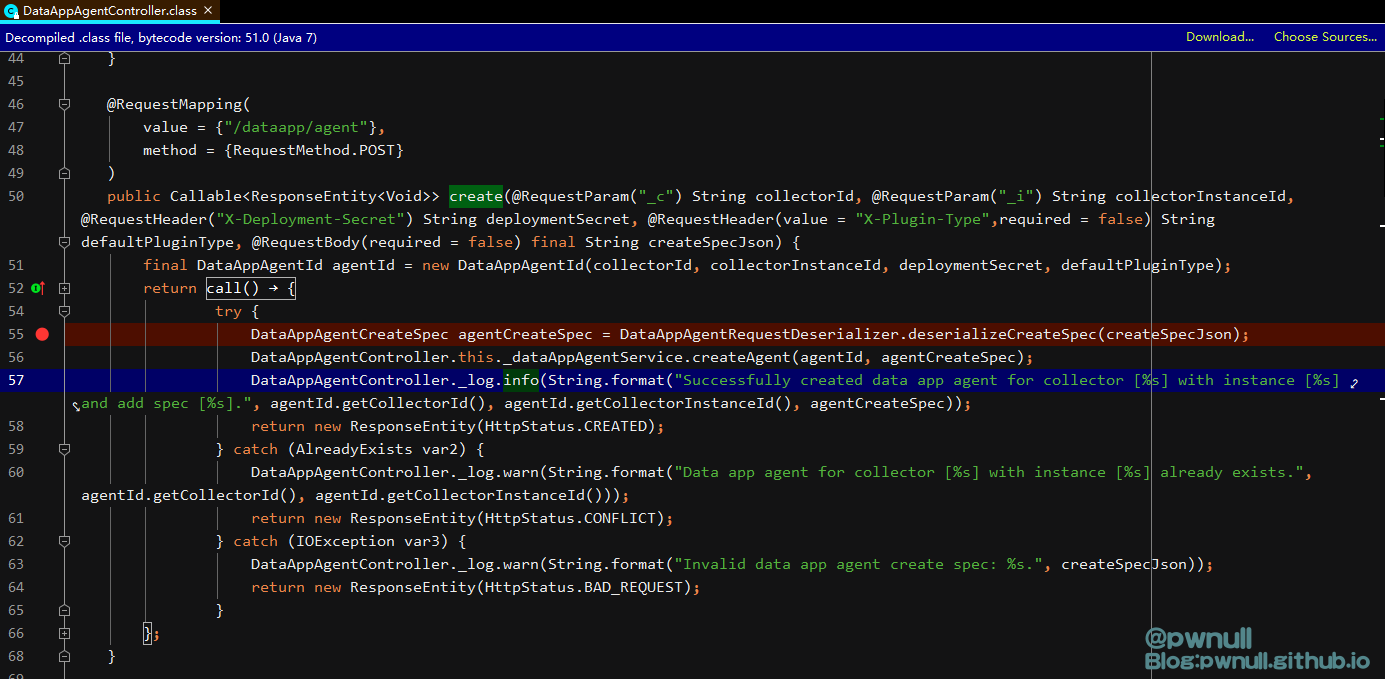 DataAppAgentController.class ×
Decompiled .class file, bytecode version: 51.0 (Java 7) Download... Choose Sources...
44 }
45
46 @RequestMapping(
47 value = {"/dataapp/agent"},
48 method = {RequestMethod.POST}
49 )
50 public Callable<ResponseEntity<Void>> create(@RequestParam("_c") String collectorId, @RequestParam("_i") String collectorInstanceId,
@RequestHeader("X-Deployment-Secret") String deploymentSecret, @RequestHeader(value = "X-Plugin-Type",required = false) String
defaultPluginType, @RequestBody(required = false) final String createSpecJson) {
51 final DataAppAgentId agentId = new DataAppAgentId(collectorId, collectorInstanceId, deploymentSecret, defaultPluginType);
52 return call() → {
54 try {
55 DataAppAgentCreateSpec agentCreateSpec = DataAppAgentRequestDeserializer.deserializeCreateSpec(createSpecJson);
56 DataAppAgentController.this._dataAppAgentService.createAgent(agentId, agentCreateSpec);
57 DataAppAgentController._log.info(String.format("Successfully created data app agent for collector [%s] with instance [%s]
and add spec [%s].", agentId.getCollectorId(), agentId.getCollectorInstanceId(), agentCreateSpec));
58 return new ResponseEntity(HttpStatus.CREATED);
59 } catch (AlreadyExists var2) {
60 DataAppAgentController._log.warn(String.format("Data app agent for collector [%s] with instance [%s] already exists.",
agentId.getCollectorId(), agentId.getCollectorInstanceId()));
61 return new ResponseEntity(HttpStatus.CONFLICT);
62 } catch (IOException var3) {
63 DataAppAgentController._log.warn(String.format("Invalid data app agent create spec: %s.", createSpecJson));
64 return new ResponseEntity(HttpStatus.BAD_REQUEST);
65 }
66 };
68 }
69
@pwnull
Blog:pwnull.github.io